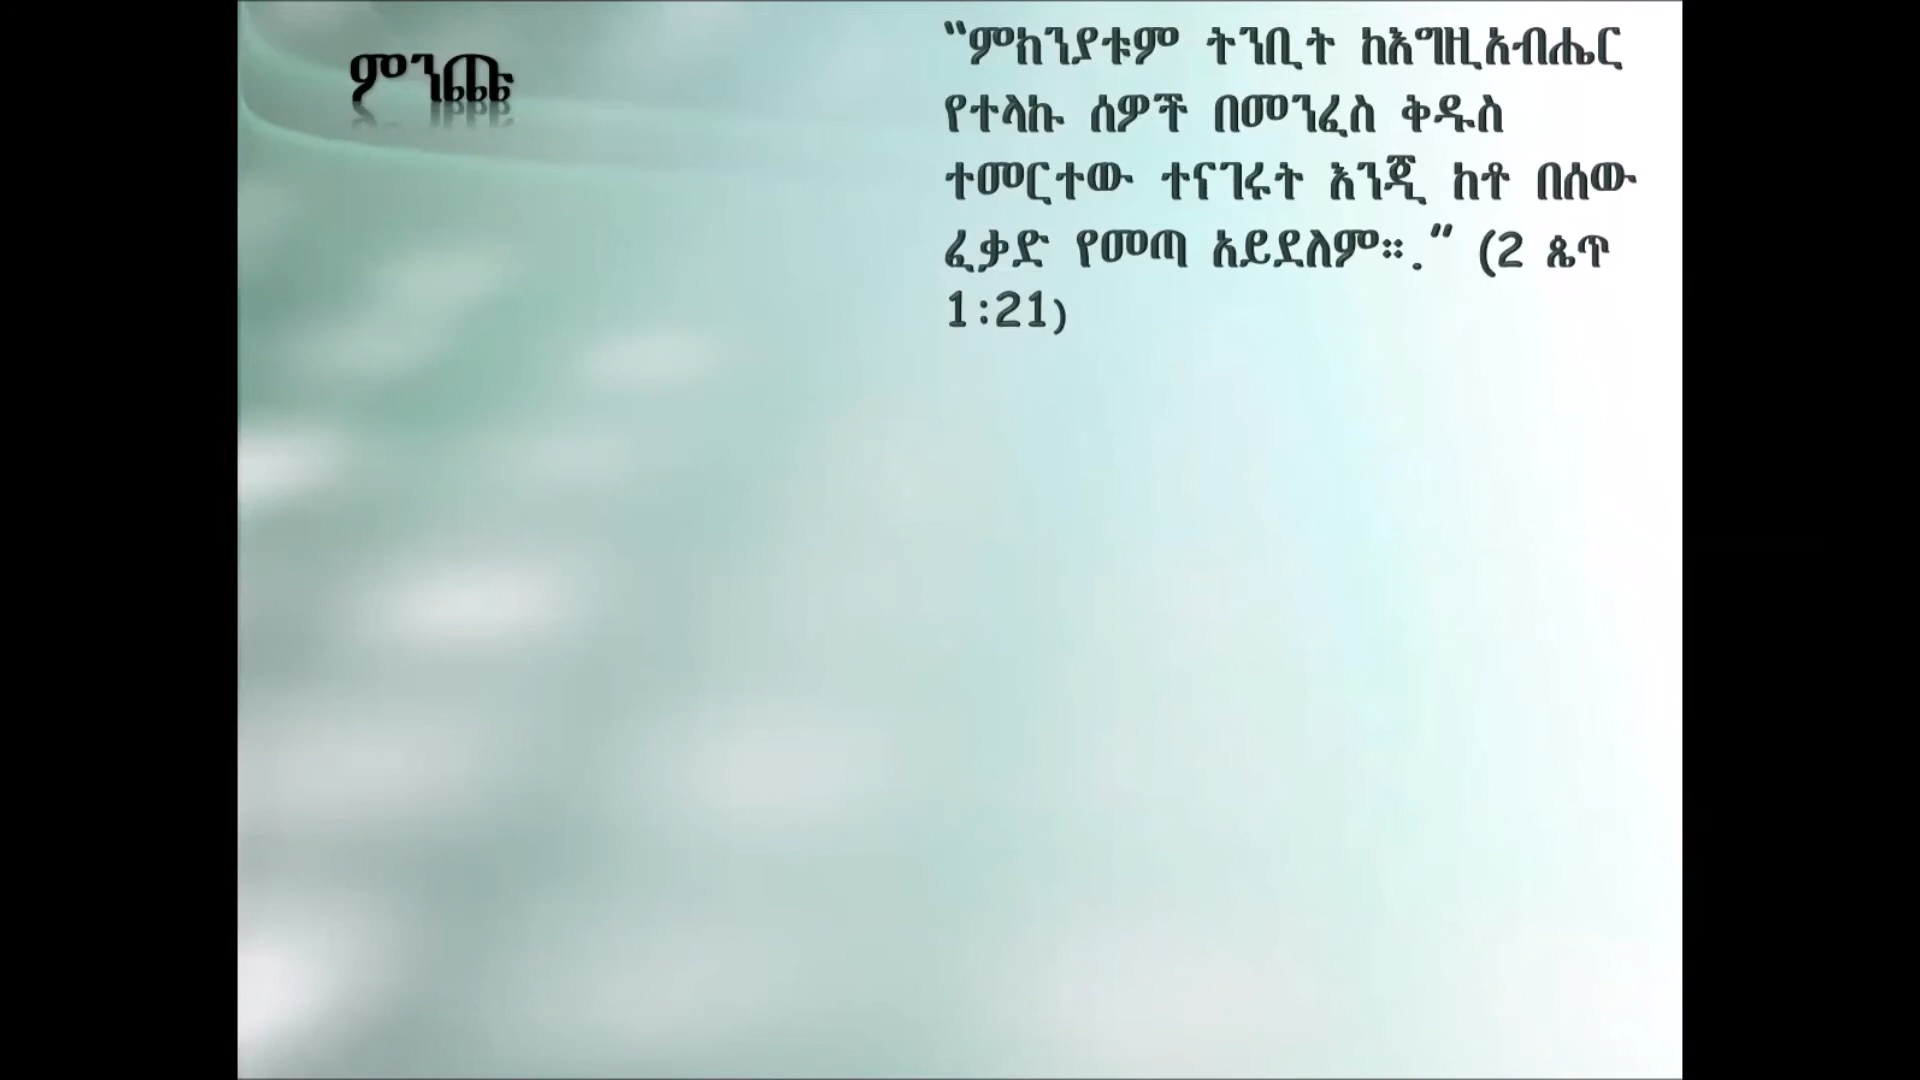 ምንጩ
“ምክንያቱም ትንቢት ከእግዚአብሔር
የተላኩ ሰዎች በመንፈስ ቅዱስ
ተመርተው ተናገሩት እንጂ ከቶ በሰው
ፈቃድ የመጣ አይደለም።.” (2 ጴጥ
1:21)